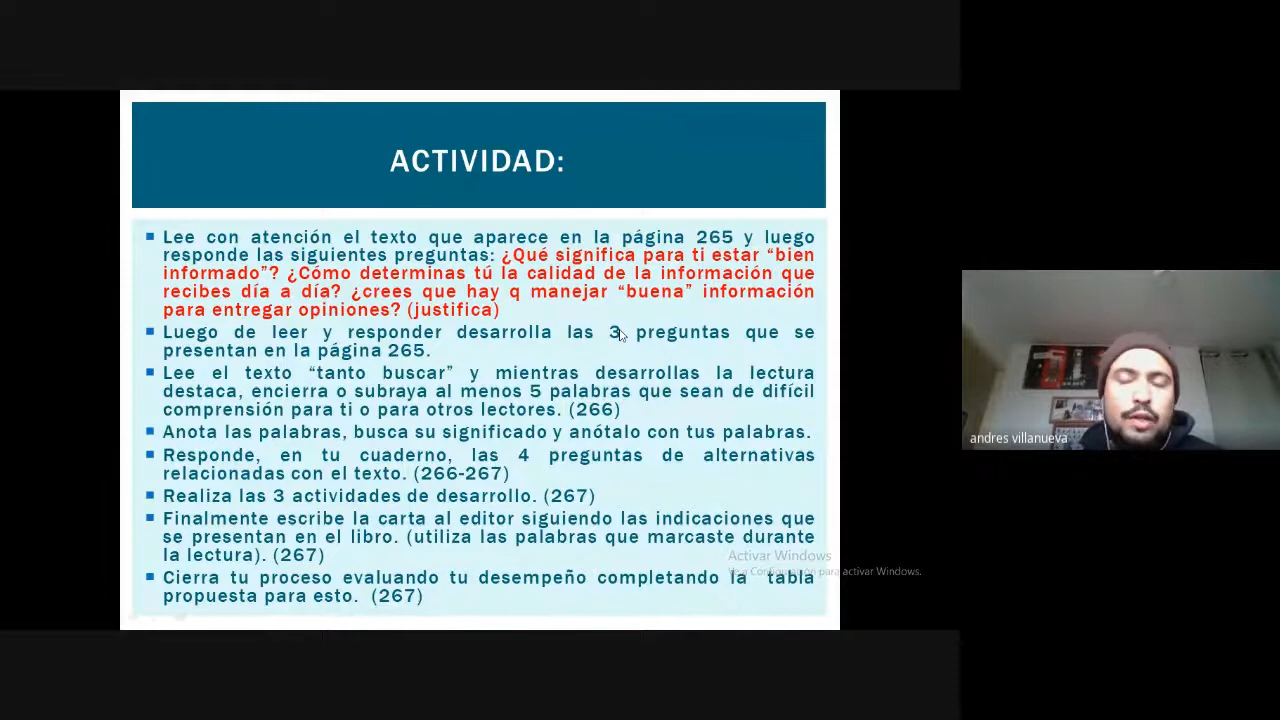 ACTIVIDAD:
Lee con atención el texto que aparece en la página 265 y luego
responde las siguientes preguntas: ¿Qué significa para ti estar “bien
informado”? ¿Cómo determinas tú la calidad de la información que
recibes día a día? ¿crees que hay q manejar “buena” información
para entregar opiniones? (justifica)
Luego de leer y responder desarrolla las 3 preguntas que se
presentan en la página 265.
Lee el texto “tanto buscar” y mientras desarrollas la lectura
destaca, encierra o subraya al menos 5 palabras que sean de difícil
comprensión para ti o para otros lectores. (266)
Anota las palabras, busca su significado y anótalo con tus palabras.
Responde, en tu cuaderno, las 4 preguntas de alternativas
relacionadas con el texto. (266-267)
Realiza las 3 actividades de desarrollo. (267)
Finalmente escribe la carta al editor siguiendo las indicaciones que
se presentan en el libro. (utiliza las palabras que marcaste durante
la lectura). (267)
Cierra tu proceso evaluando tu desempeño completando la tabla
propuesta para esto. (267)
Activar Windows
Ve a Configuración para activar Windows.
andres villanueva